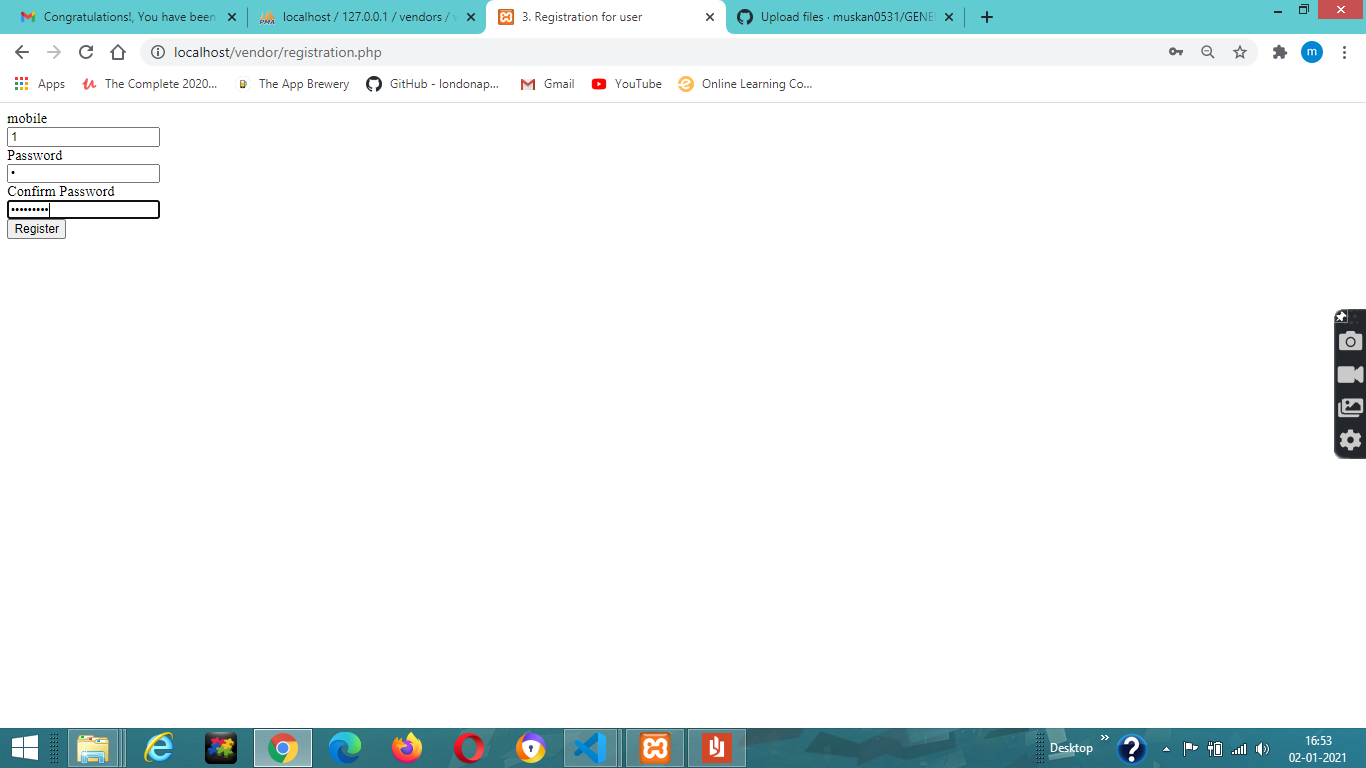 Congratulations!, You have been
localhost / 127.0.0.1 / vendors / v
3. Registration for user
Upload files · muskan0531/GENE
localhost/vendor/registration.php
m
Apps
The Complete 2020...
The App Brewery
GitHub - londonap...
Gmail
YouTube
Online Learning Co...
mobile
1
Password
•
Confirm Password
•••••••••
Register
Desktop
16:53
02-01-2021